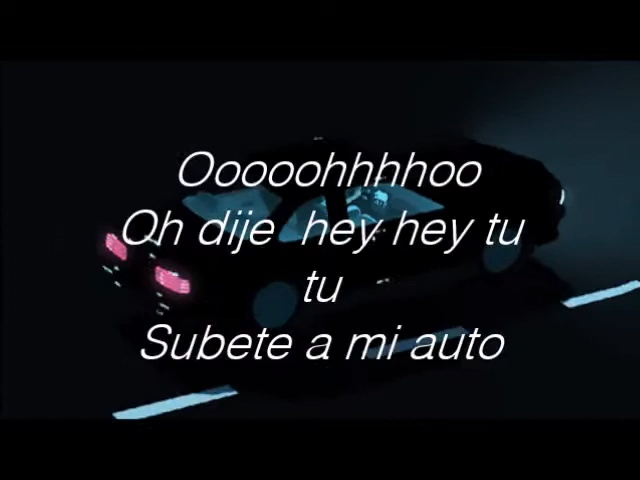 Ooooohhhhoo
Oh dije  hey hey tu
tu
Subete a mi auto